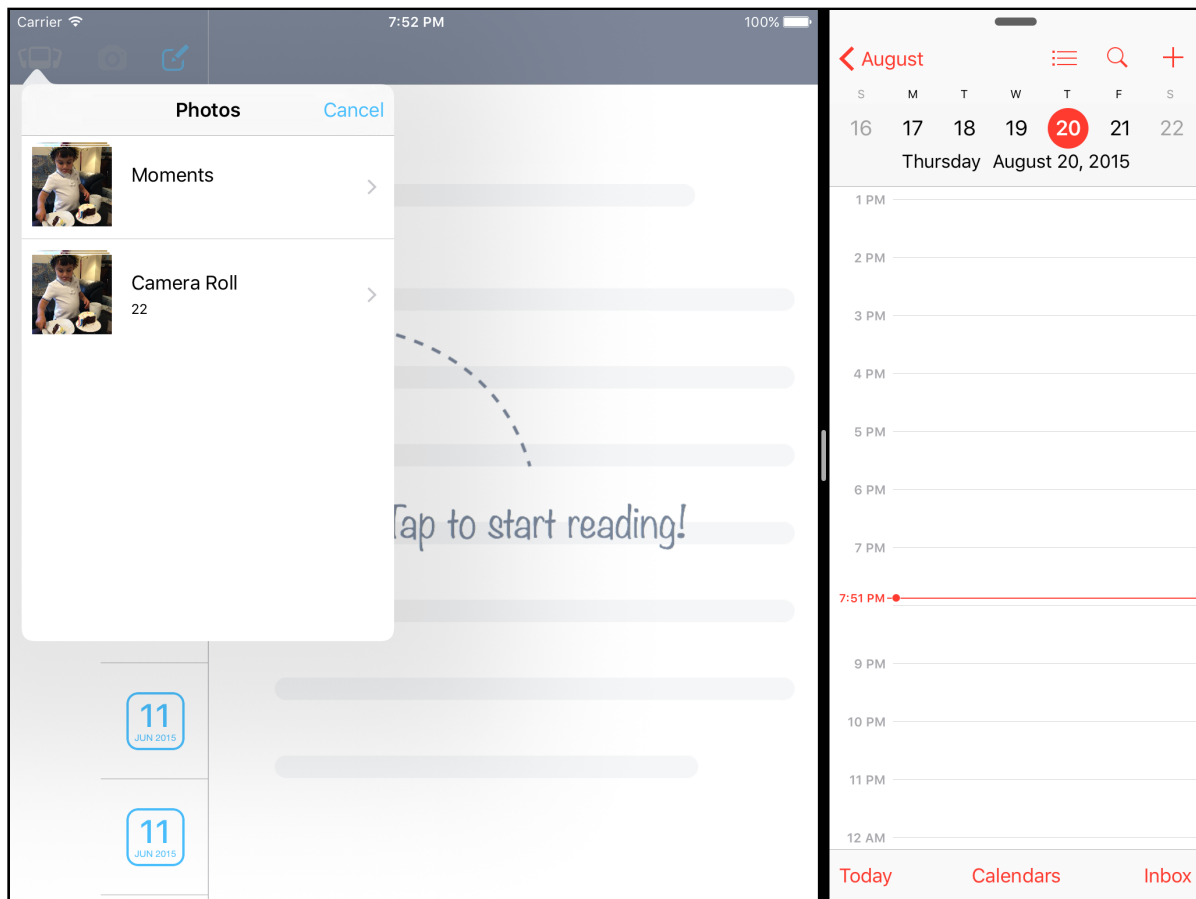 Carrier 7:52 PM 100%
Photos Cancel
Moments
Camera Roll
22
Tap to start reading!
11
JUN 2015
11
JUN 2015
August
S M T W T F S
16 17 18 19 20 21 22
Thursday August 20, 2015
1 PM
2 PM
3 PM
4 PM
5 PM
6 PM
7 PM
7:51 PM
9 PM
10 PM
11 PM
12 AM
Today Calendars Inbox